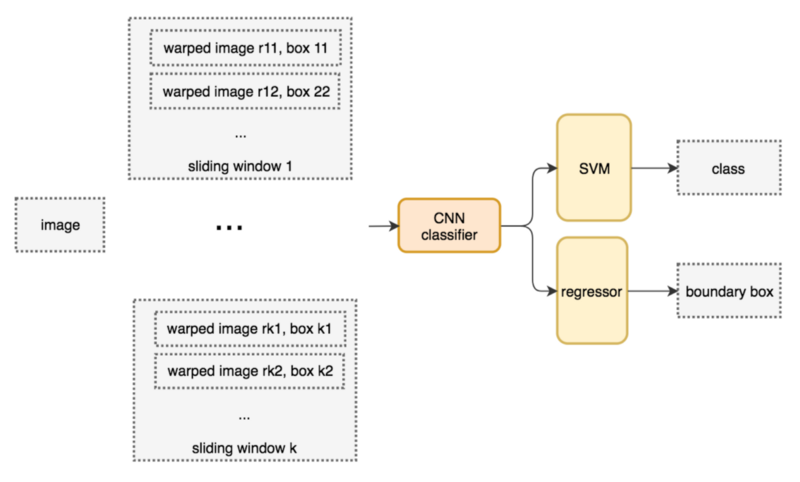 warped image r11, box 11
warped image r12, box 22
...
sliding window 1
image
...
warped image rk1, box k1
warped image rk2, box k2
...
sliding window k
CNN
classifier
SVM
class
regressor
boundary box